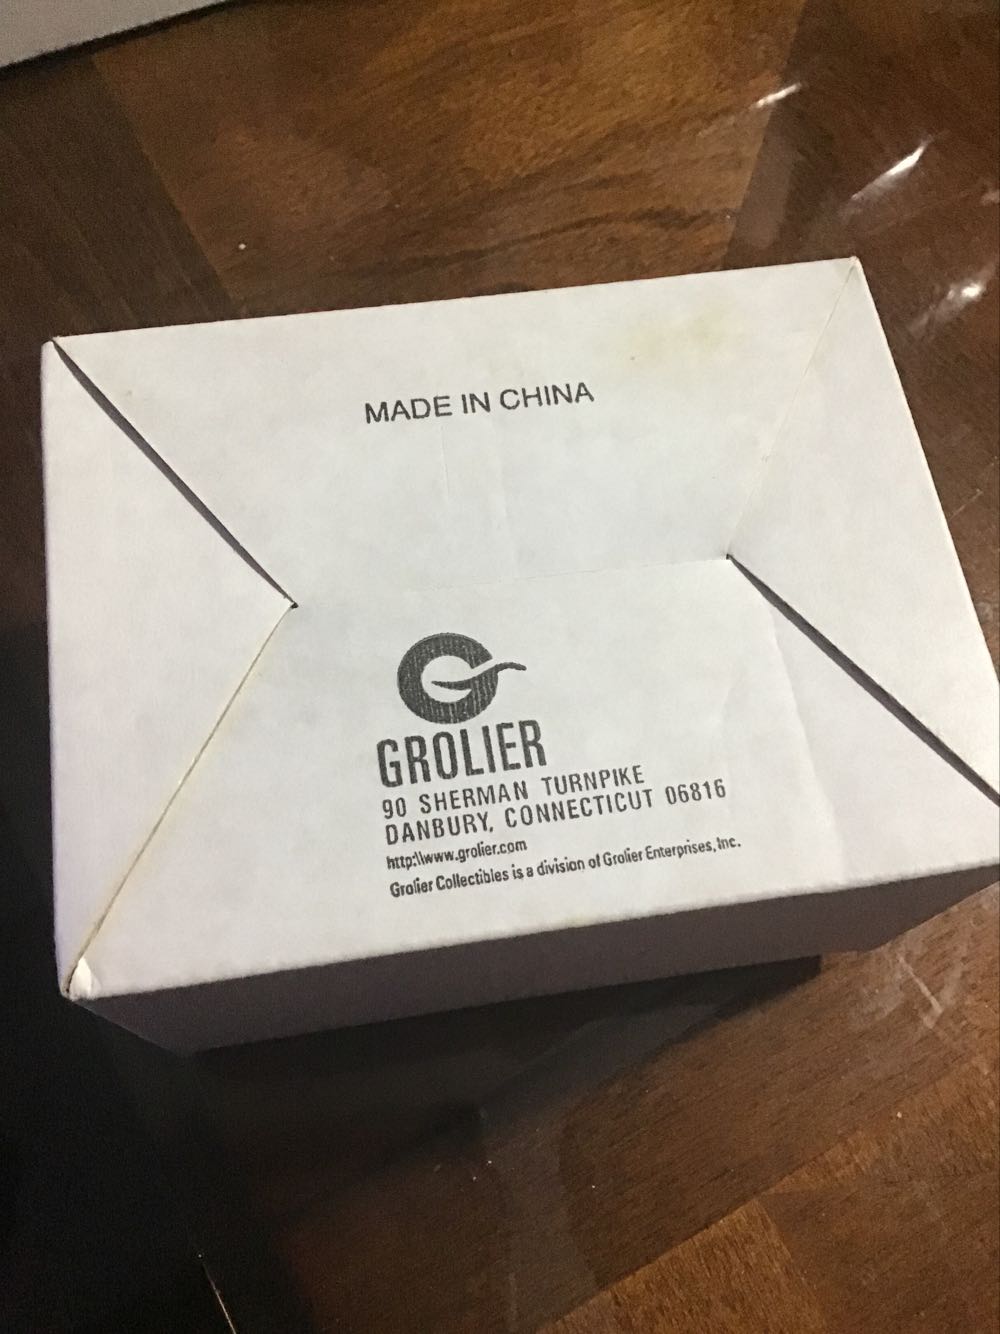 MADE IN CHINA
GROLIER
90 SHERMAN TURNPIKE
DANBURY, CONNECTICUT 06816
http:\\www.grolier.com
Grolier Collectibles is a division of Grolier Enterprises, Inc.